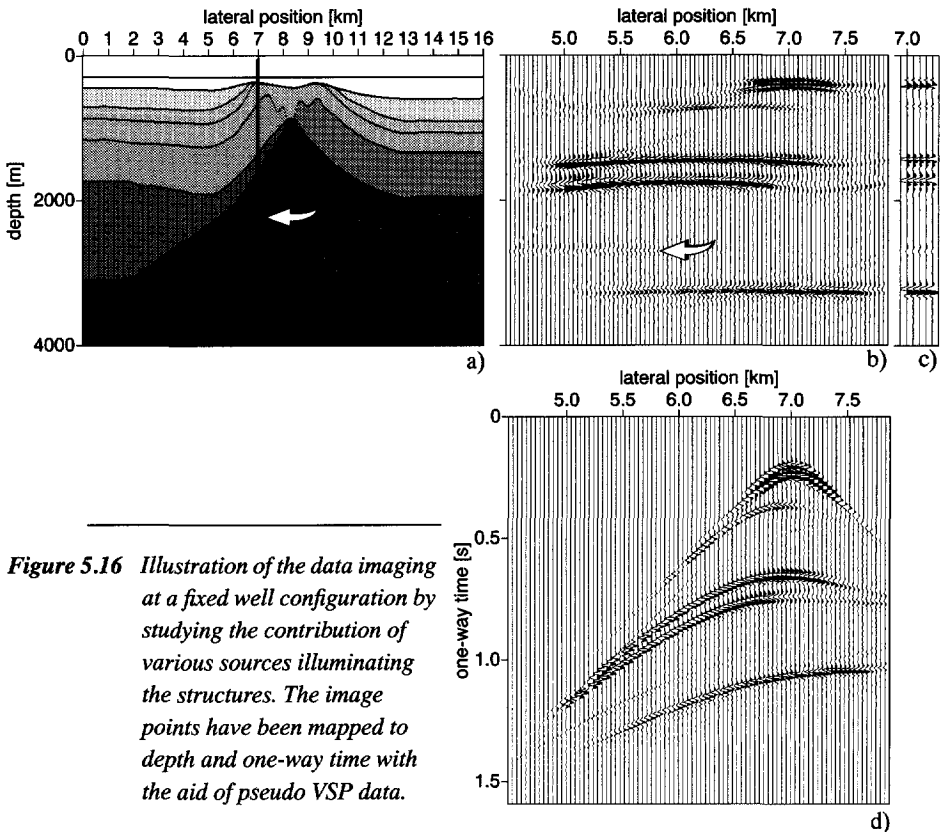 lateral position [km]
0 1 2 3 4 5 6 7 8 9 10 11 12 13 14 15 16
0
2000
4000
depth [m]
a)
lateral position [km]
5.0 5.5 6.0 6.5 7.0 7.5
b)
7.0
c)
lateral position [km]
5.0 5.5 6.0 6.5 7.0 7.5
0
0.5
1.0
1.5
one-way time [s]
d)
Figure 5.16 Illustration of the data imaging
at a fixed well configuration by
studying the contribution of
various sources illuminating
the structures. The image
points have been mapped to
depth and one-way time with
the aid of pseudo VSP data.